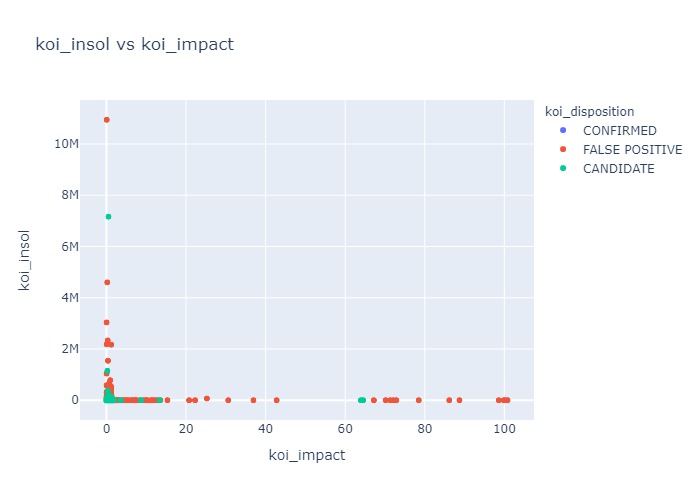 koi_insol vs koi_impact
koi_disposition
CONFIRMED
FALSE POSITIVE
CANDIDATE
10M
8M
6M
4M
2M
0
koi_insol
0
20
40
60
80
100
koi_impact